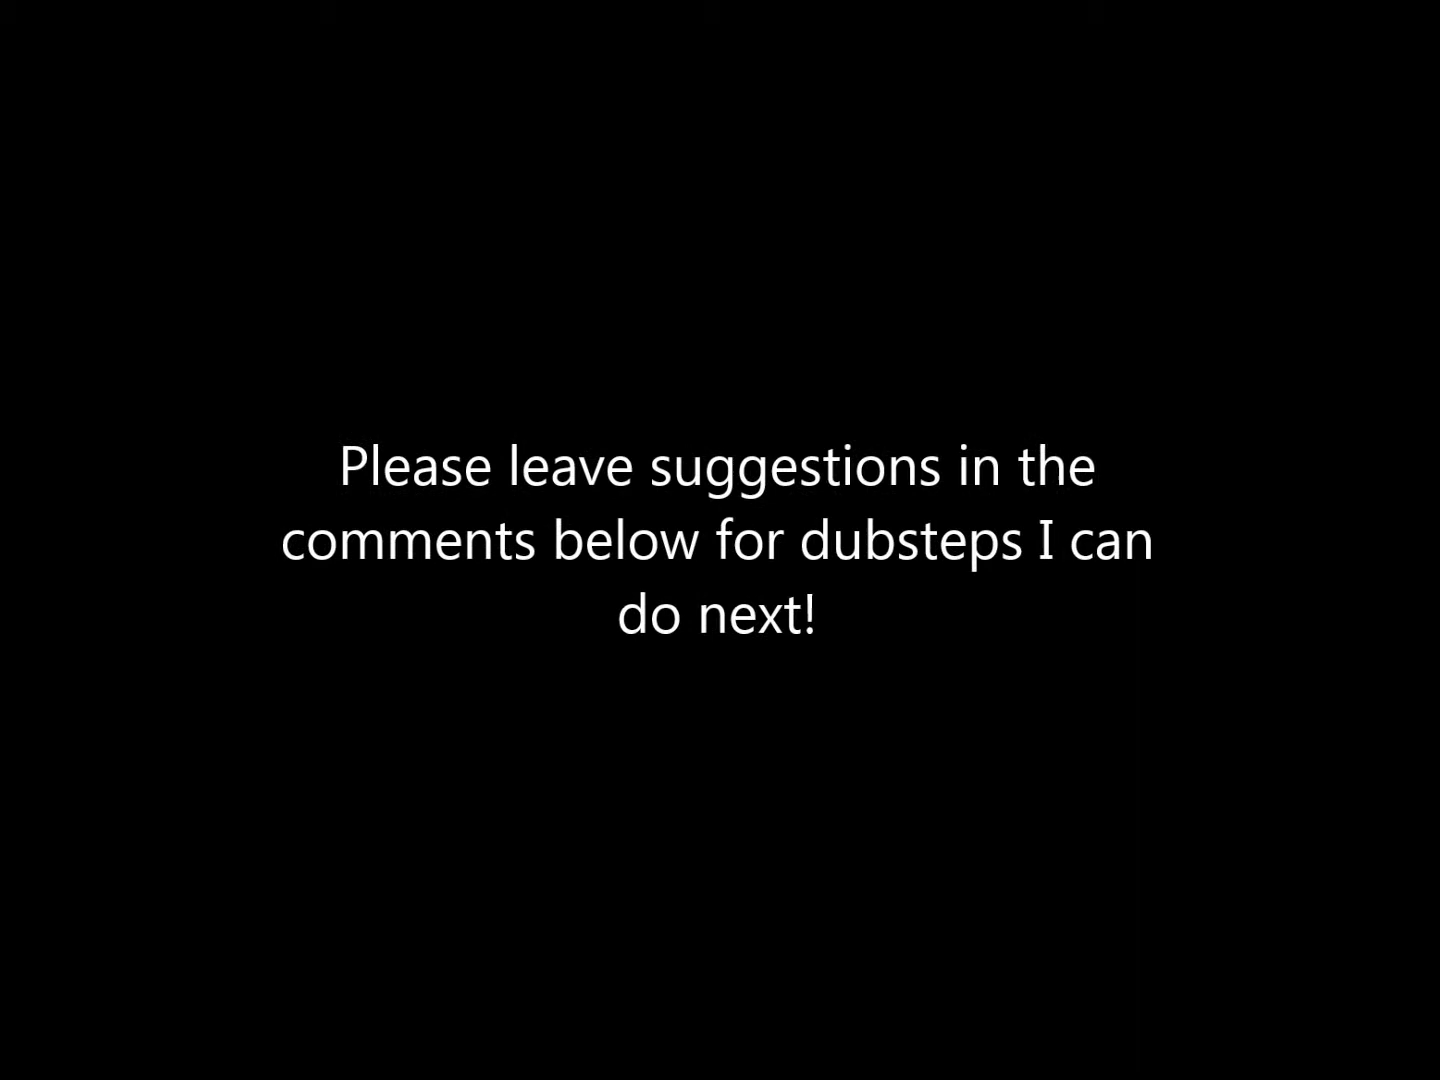 Please leave suggestions in the
comments below for dubsteps I can
do next!